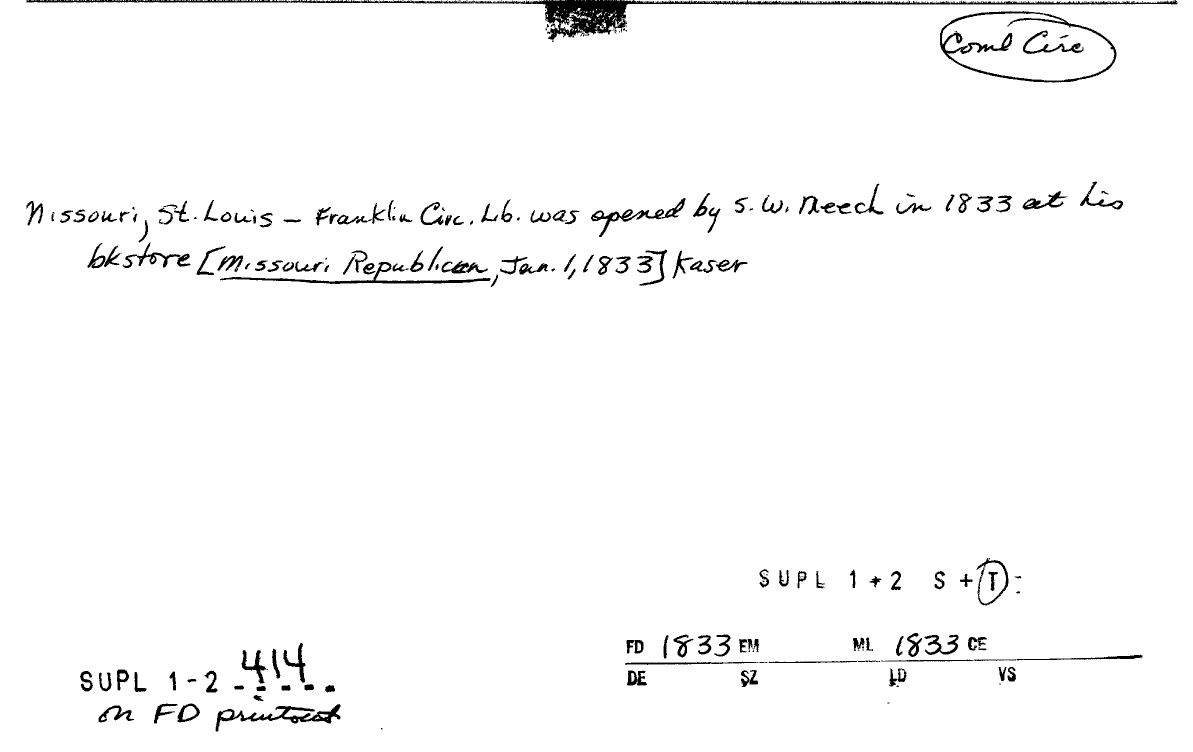 Coml Circ
Missouri, St. Louis – Franklin Circ. Lib. was opened by S. W. Meech in 1833 at his
bkstore [Missouri Republican, Jan. 1, 1833] Kaser
SUPL 1+2 S+T:
FD 1833 EM ML 1833 CE
DE SZ LD VS
SUPL 1-2 414
on FD printout